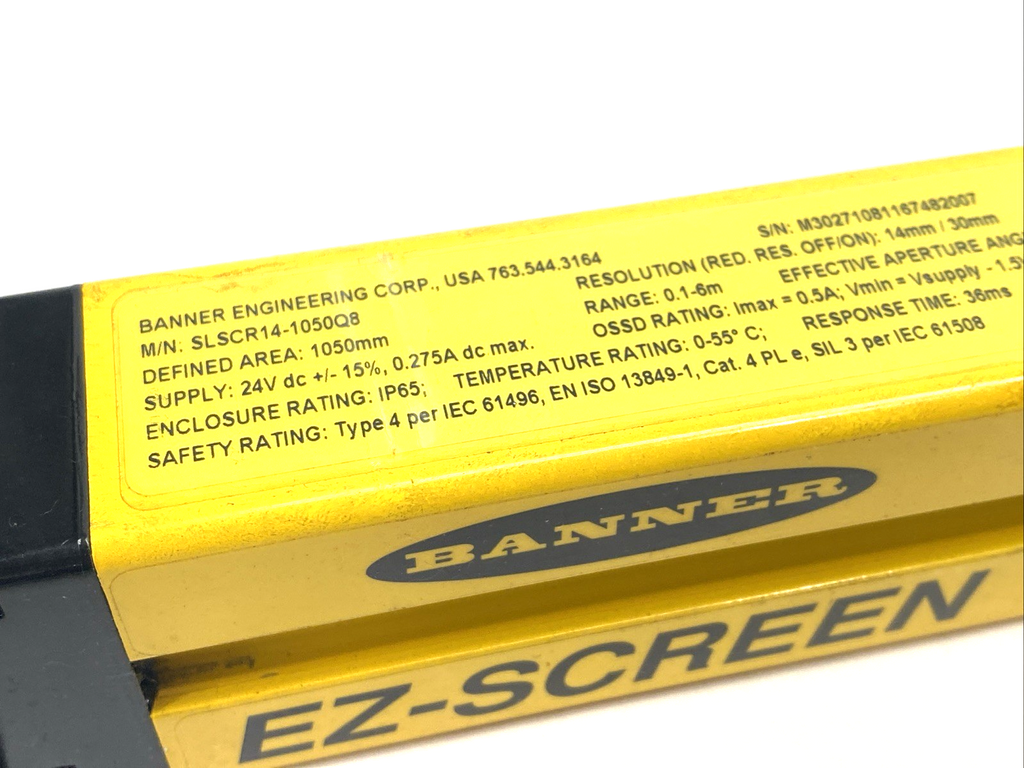 BANNER ENGINEERING CORP., USA 763.544.3164 S/N: M30271081167482007
M/N: SLSCR14-1050Q8 RESOLUTION (RED. RES. OFF/ON): 14mm / 30mm
DEFINED AREA: 1050mm RANGE: 0.1-6m EFFECTIVE APERTURE
SUPPLY: 24V dc +/- 15%, 0.275A dc max. OSSD RATING: Imax = 0.5A; Vmin = Vsupply - 1.5
ENCLOSURE RATING: IP65; TEMPERATURE RATING: 0-55° C; RESPONSE TIME: 36ms
SAFETY RATING: Type 4 per IEC 61496, EN ISO 13849-1, Cat. 4 PL e, SIL 3 per IEC 61508
BANNER
EZ-SCREEN